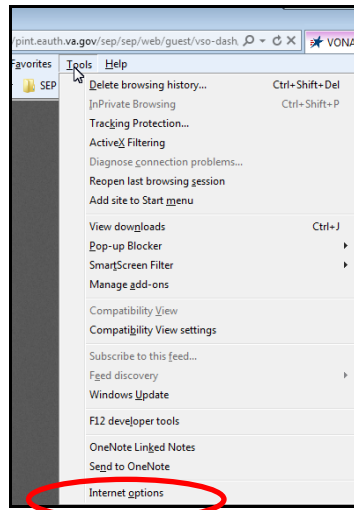 /pint.eauth.va.gov/sep/sep/web/guest/vso-dash
VONA
Favorites Tools Help
SEP
Delete browsing history... Ctrl+Shift+Del
InPrivate Browsing Ctrl+Shift+P
Tracking Protection...
ActiveX Filtering
Diagnose connection problems...
Reopen last browsing session
Add site to Start menu
View downloads Ctrl+J
Pop-up Blocker
SmartScreen Filter
Manage add-ons
Compatibility View
Compatibility View settings
Subscribe to this feed...
Feed discovery
Windows Update
F12 developer tools
OneNote Linked Notes
Send to OneNote
Internet options